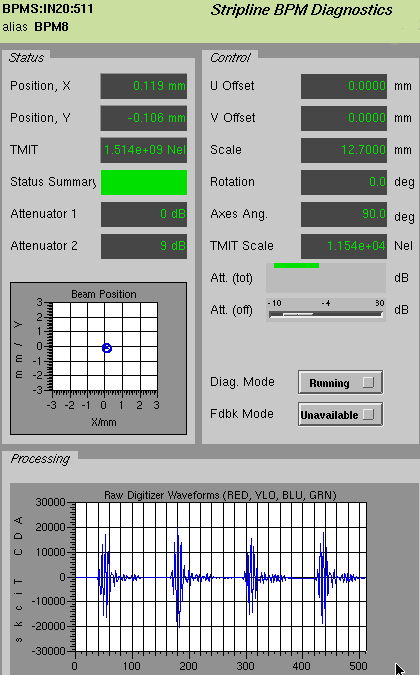 BPMS:IN20:511
Stripline BPM Diagnostics
alias BPM8
Status
Position, X 0.119 mm
Position, Y -0.106 mm
TMIT 1.514e+09 Nel
Status Summary
Attenuator 1 0 dB
Attenuator 2 9 dB
Beam Position
3
2
1
0
-1
-2
-3
mm / Y
-3 -2 -1 0 1 2 3
X/mm
Control
U Offset 0.0000 mm
V Offset 0.0000 mm
Scale 12.7000 mm
Rotation 0.0 deg
Axes Ang. 90.0 deg
TMIT Scale 1.154e+04 Nel
Att. (tot) dB
Att. (off) -10 -4 30 dB
Diag. Mode Running
Fdbk Mode Unavailable
Processing
Raw Digitizer Waveforms (RED, YLO, BLU, GRN)
30000
20000
10000
0
-10000
-20000
-30000
skciT CDA
0 100 200 300 400 500